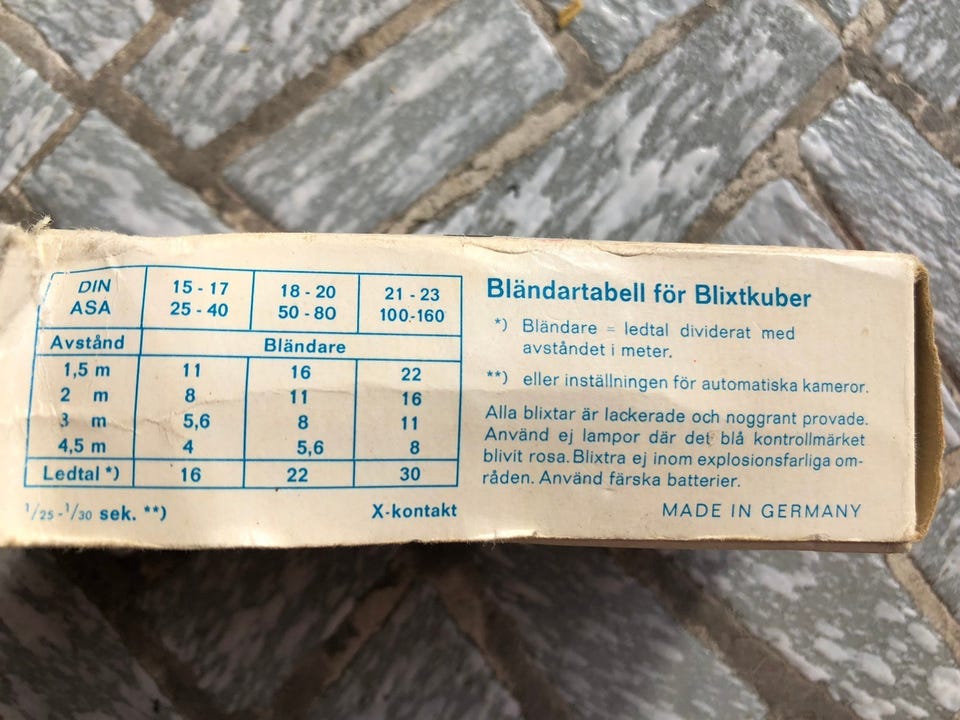 DIN 15 - 17 18 - 20 21 - 23
ASA 25 - 40 50 - 80 100-160
Avstånd Bländare
1,5 m 11 16 22
2 m 8 11 16
3 m 5,6 8 11
4,5 m 4 5,6 8
Ledtal *) 16 22 30
1/25-1/30 sek. **) X-kontakt
Bländartabell för Blixtkuber
*) Bländare = ledtal dividerat med
avståndet i meter.
**) eller inställningen för automatiska kameror.
Alla blixtar är lackerade och noggrant provade.
Använd ej lampor där det blå kontrollmärket
blivit rosa. Blixtra ej inom explosionsfarliga om-
råden. Använd färska batterier.
MADE IN GERMANY